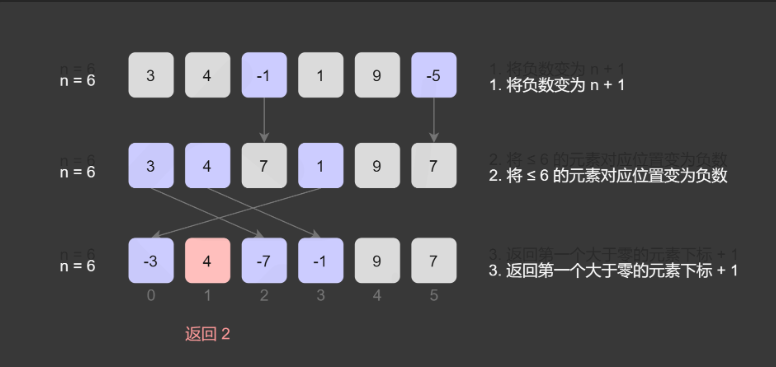 n = 6 3 4 -1 1 9 -5 1. 将负数变为 n + 1
n = 6 3 4 7 1 9 7 2. 将 ≤ 6 的元素对应位置变为负数
n = 6 -3 4 -7 -1 9 7 3. 返回第一个大于零的元素下标 + 1
0 1 2 3 4 5
返回 2